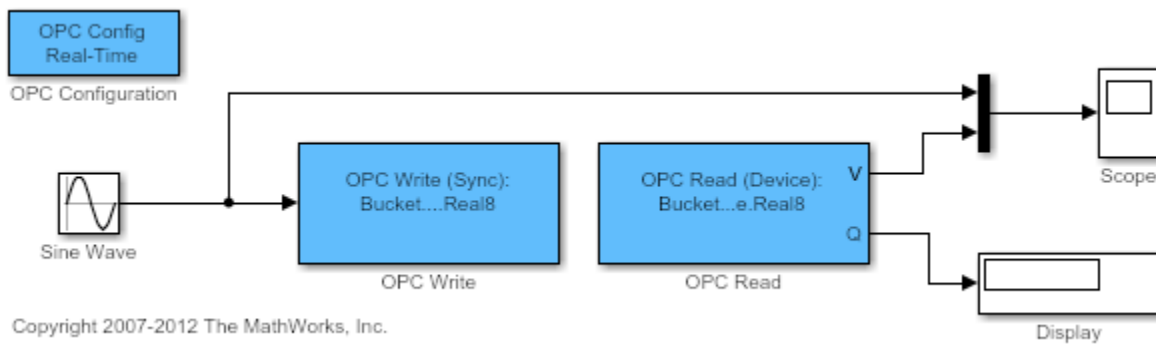 OPC Config
Real-Time
OPC Configuration
Sine Wave
OPC Write (Sync):
Bucket....Real8
OPC Write
OPC Read (Device):
Bucket...e.Real8
V
Q
OPC Read
Scope
Display
Copyright 2007-2012 The MathWorks, Inc.